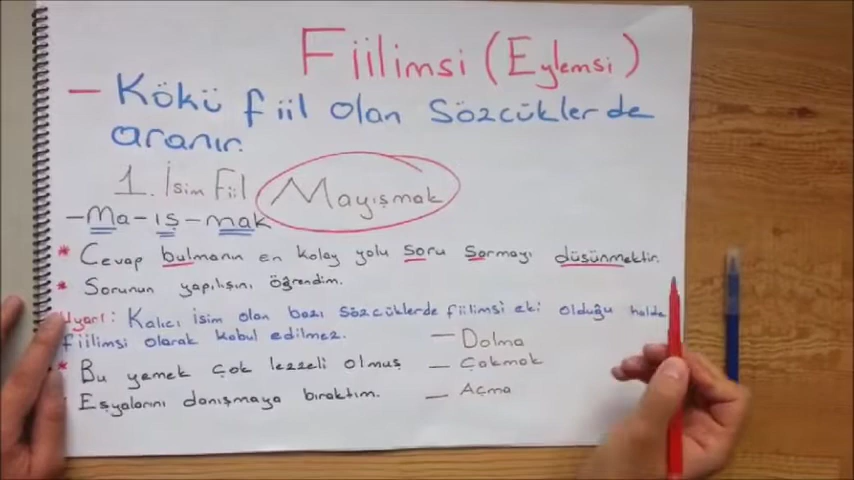 Fiilimsi (Eylemsi)
– Kökü fiil olan Sözcüklerde
aranır.
1. İsim Fiil Mayışmak
–Ma–ış–mak
* Cevap bulmanın en kolay yolu soru sormayı düşünmektir.
* Sorunun yapılışını öğrendim.
Uyarı: Kalıcı isim olan bazı sözcüklerde fiilimsi eki olduğu halde
fiilimsi olarak kabul edilmez.
– Dolma
* Bu yemek çok lezzeli olmuş
– Çakmak
* Eşyalarını danışmaya bıraktım.
– Açma